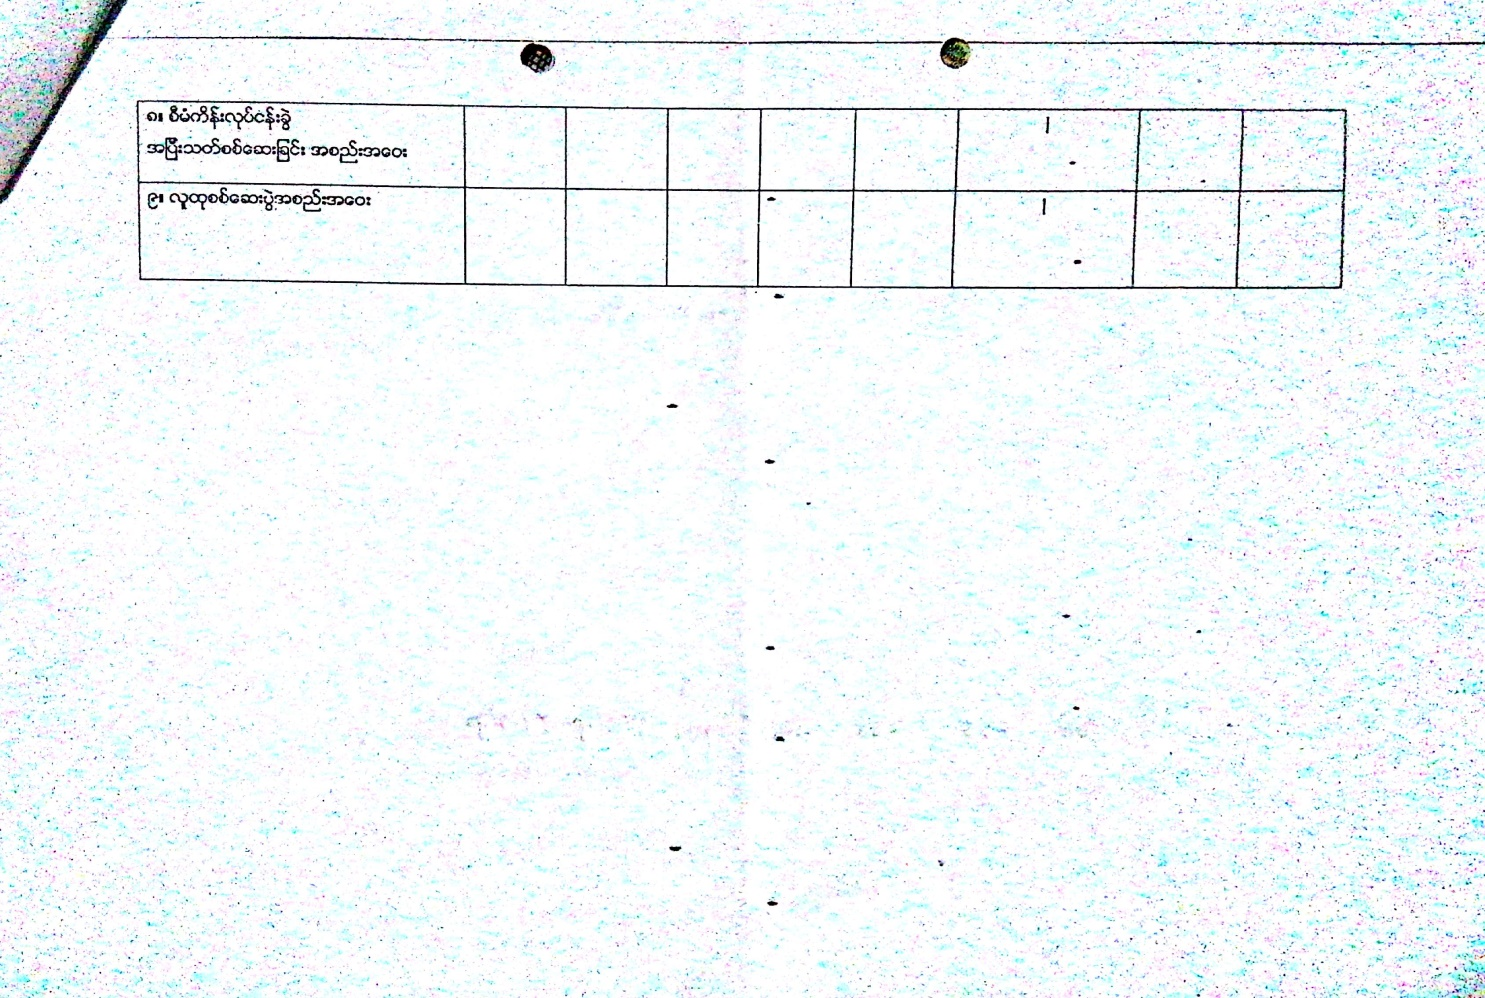 ၈။ စီမံကိန်းလုပ်ငန်းခွဲ
အပြီးသတ်စစ်ဆေးခြင်း အစည်းအဝေး
၉။ လူထုစစ်ဆေးပွဲအစည်းအဝေး